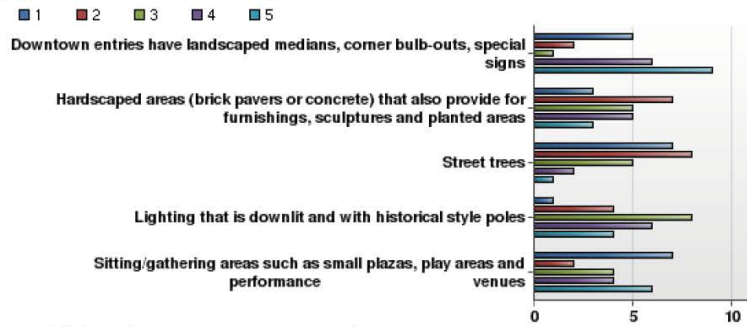 1 2 3 4 5
Downtown entries have landscaped medians, corner bulb-outs, special
signs
Hardscaped areas (brick pavers or concrete) that also provide for
furnishings, sculptures and planted areas
Street trees
Lighting that is downlit and with historical style poles
Sitting/gathering areas such as small plazas, play areas and
performance venues
0 5 10